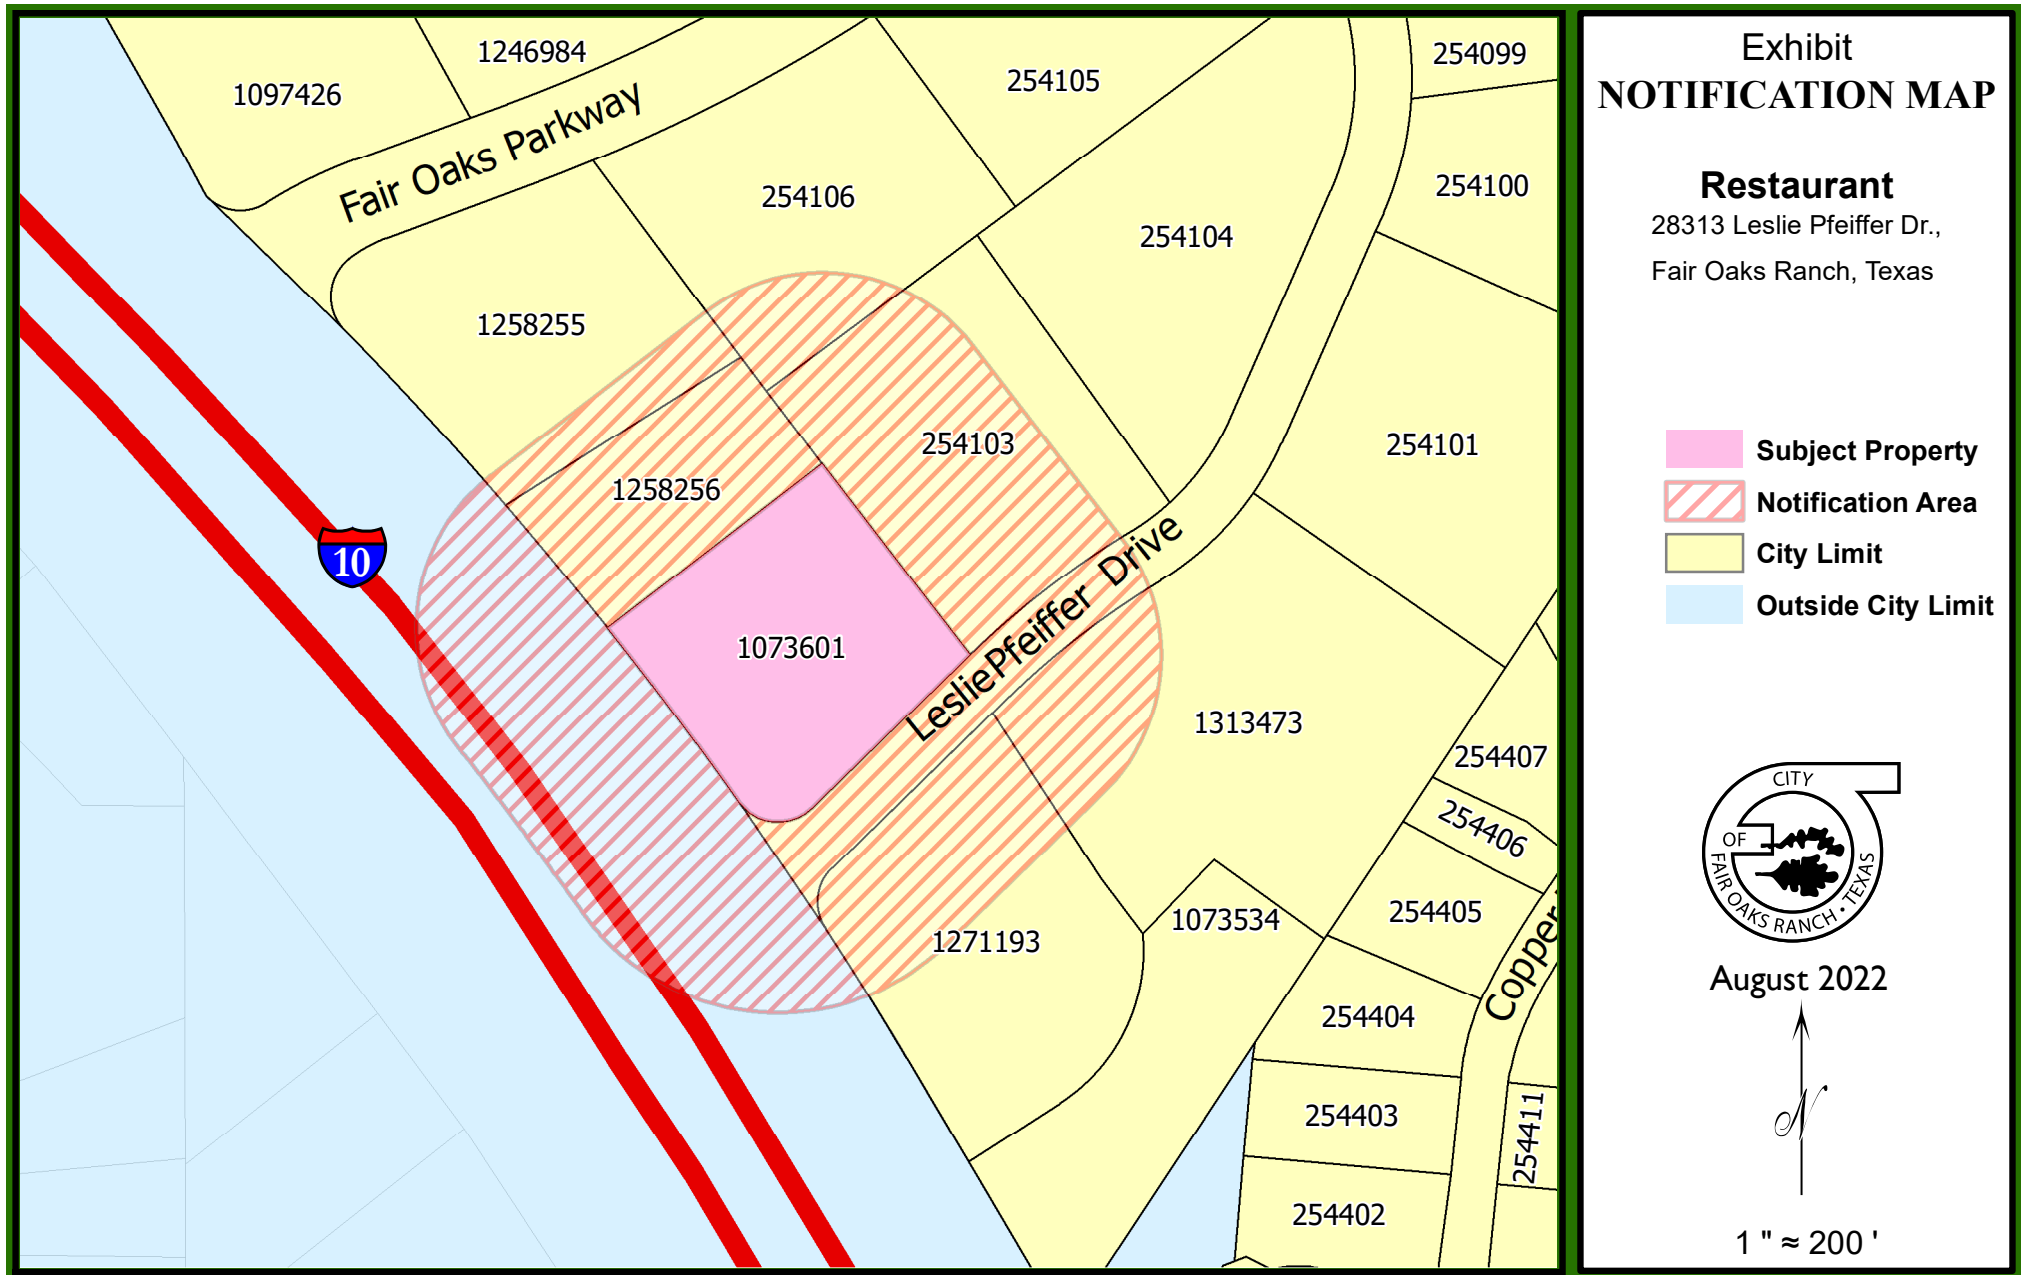 Exhibit
NOTIFICATION MAP
Restaurant
28313 Leslie Pfeiffer Dr.,
Fair Oaks Ranch, Texas
Subject Property
Notification Area
City Limit
Outside City Limit
CITY
OF
FAIR OAKS RANCH • TEXAS
August 2022
N
1 " ≈ 200 '
1246984
1097426
254105
254099
Fair Oaks Parkway
254106
254100
254104
1258255
254103
254101
1258256
10
Leslie Pfeiffer Drive
1073601
1313473
254407
254406
1073534
254405
1271193
Copper
254404
254403
254411
254402